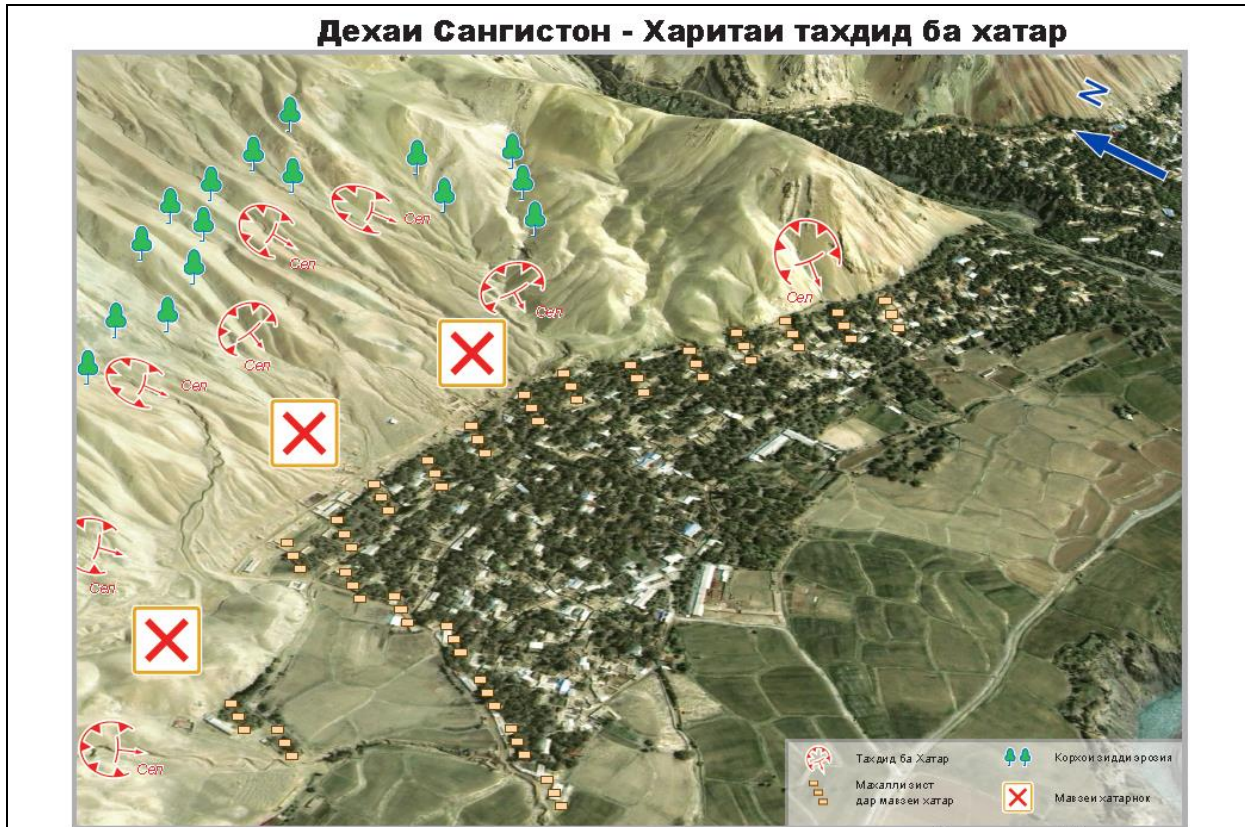 Дехаи Сангистон - Харитаи тахдид ба хатар
N
Сел
Сел
Сел
Сел
Сел
Сел
Сел
Сел
Тахдид ба Хатар
Махалли зист
дар мавзеи хатар
Корхои зидди эрозия
Мавзеи хатарнок